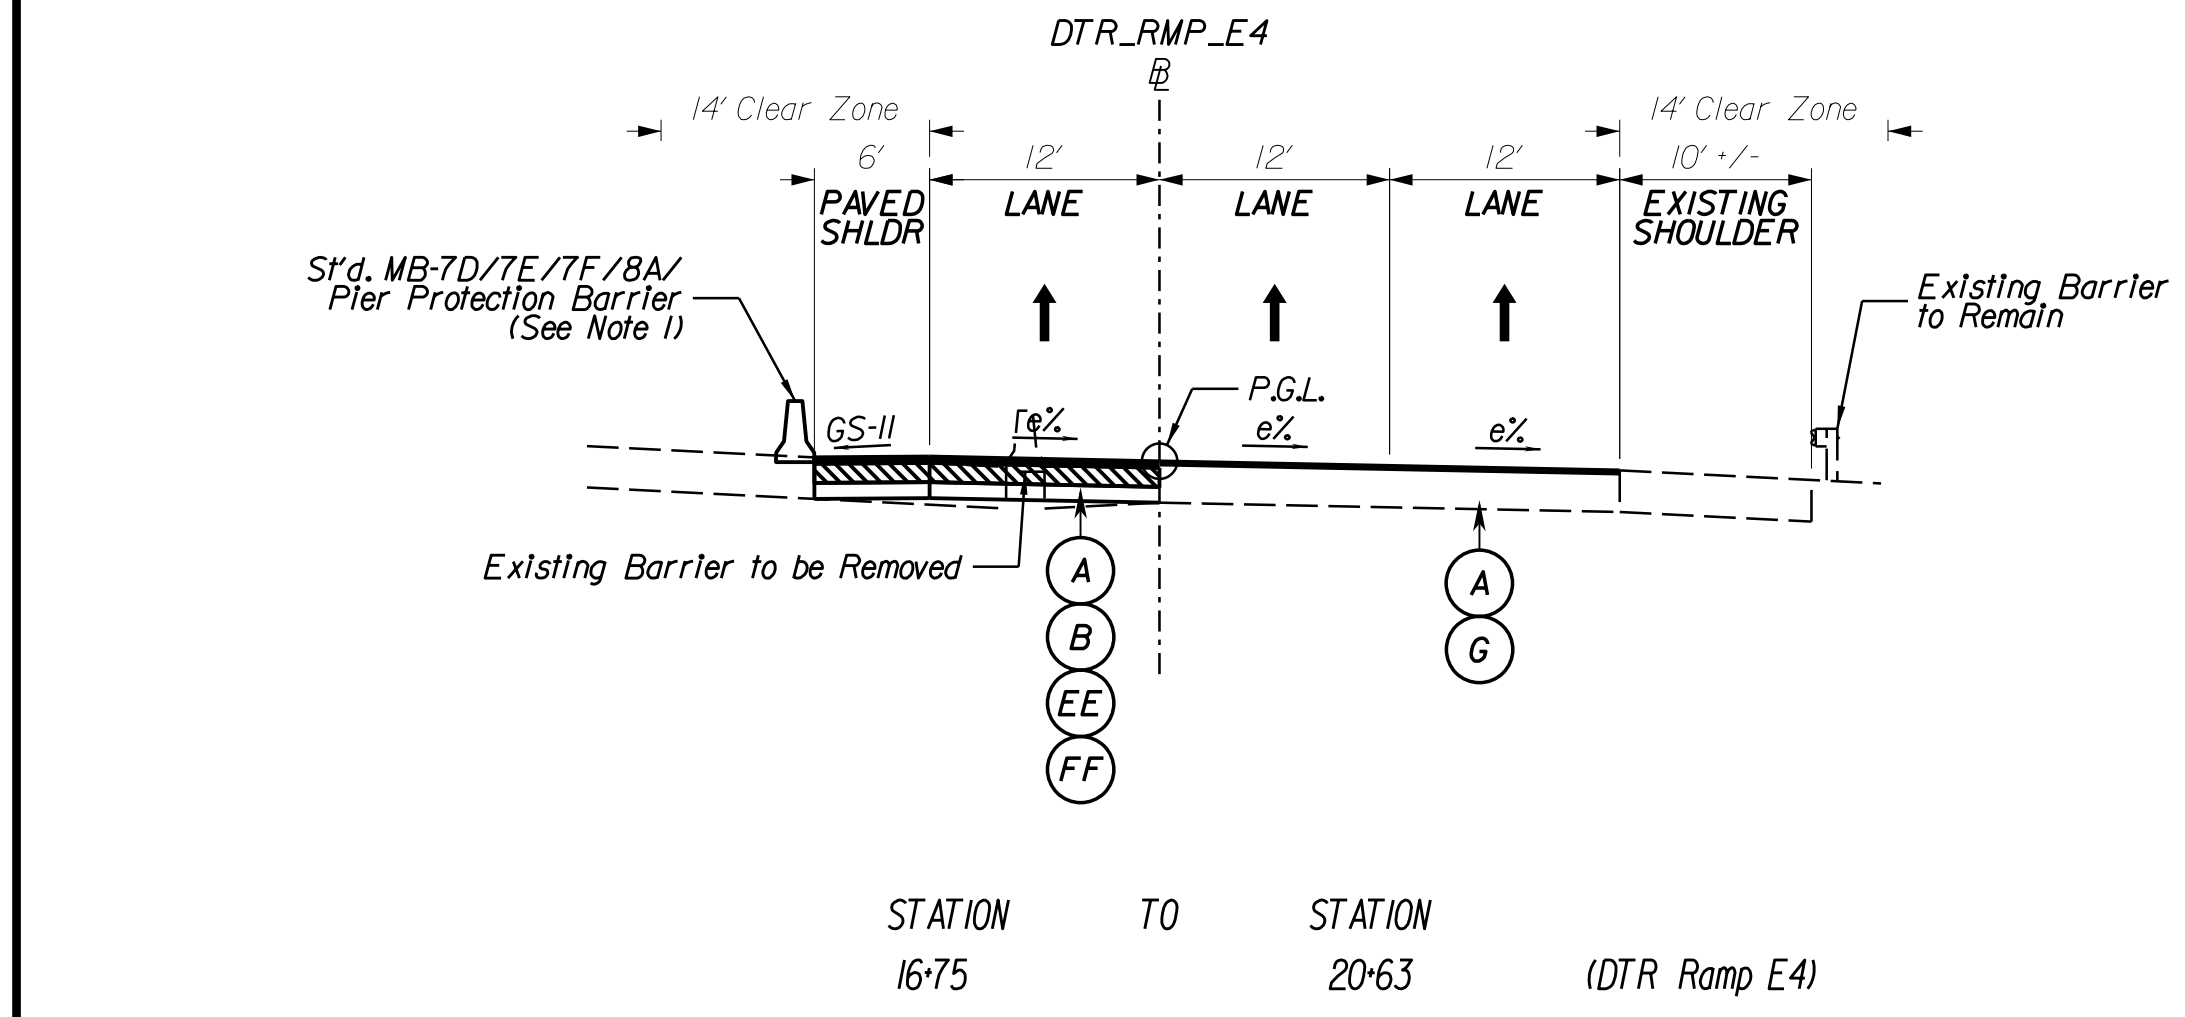 DTR_RMP_E4
14' Clear Zone
14' Clear Zone
6'
12'
12'
12'
10' +/-
PAVED
SHLDR
LANE
LANE
LANE
EXISTING
SHOULDER
St'd. MB-7D/7E/7F/8A/
Pier Protection Barrier
(See Note 1)
Existing Barrier
to Remain
P.G.L.
GS-11
e%
e%
e%
Existing Barrier to be Removed
A
B
EE
FF
A
G
STATION TO STATION
16+75 20+63 (DTR Ramp E4)